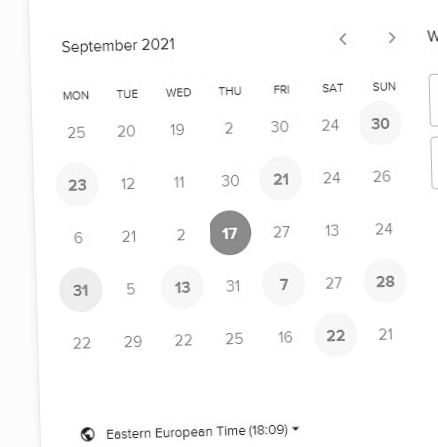 September 2021
MON TUE WED THU FRI SAT SUN
25 20 19 2 30 24 30
23 12 11 30 21 24 26
6 21 2 17 27 13 24
31 5 13 31 7 27 28
22 29 22 25 16 22 21
Eastern European Time (18:09)